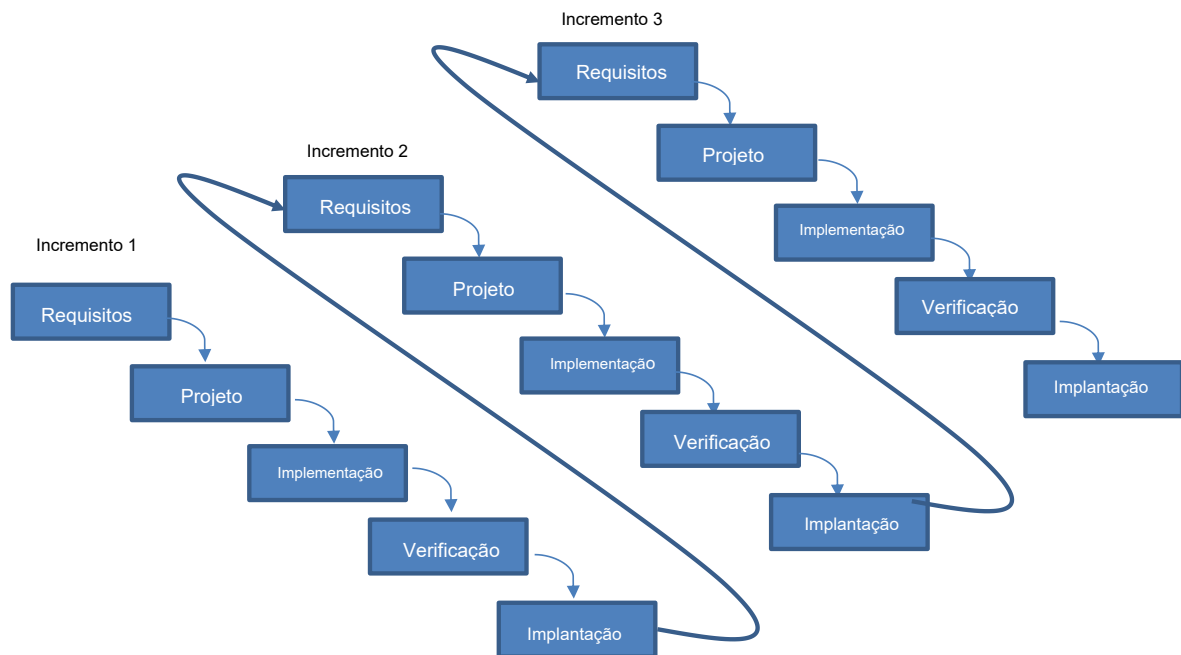 Incremento 1
Requisitos
Projeto
Implementação
Verificação
Implantação
Incremento 2
Requisitos
Projeto
Implementação
Verificação
Implantação
Incremento 3
Requisitos
Projeto
Implementação
Verificação
Implantação